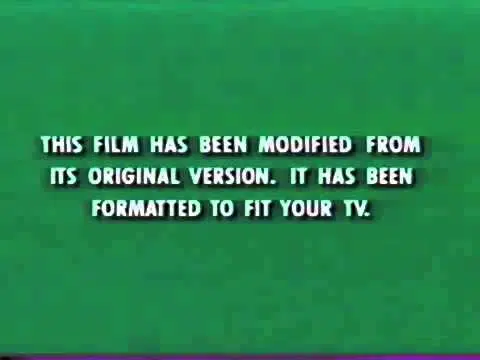 THIS FILM HAS BEEN MODIFIED FROM
ITS ORIGINAL VERSION. IT HAS BEEN
FORMATTED TO FIT YOUR TV.